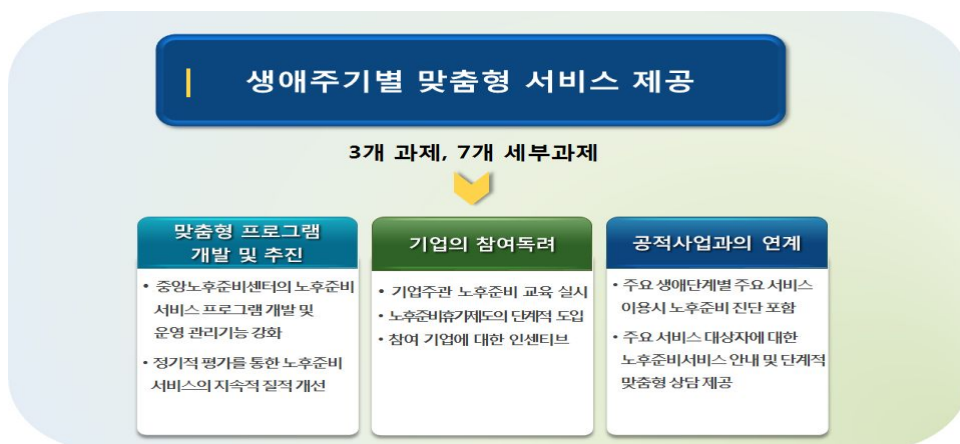 생애주기별 맞춤형 서비스 제공
3개 과제, 7개 세부과제
맞춤형 프로그램
개발 및 추진
• 중앙노후준비센터의 노후준비
서비스 프로그램 개발 및
운영 관리기능 강화
• 정기적 평가를 통한 노후준비
서비스의 지속적 질적 개선
기업의 참여독려
• 기업주관 노후준비 교육 실시
• 노후준비휴가제도의 단계적 도입
• 참여 기업에 대한 인센티브
공적사업과의 연계
• 주요 생애단계별 주요 서비스
이용시 노후준비 진단 포함
• 주요 서비스 대상자에 대한
노후준비서비스 안내 및 단계적
맞춤형 상담 제공